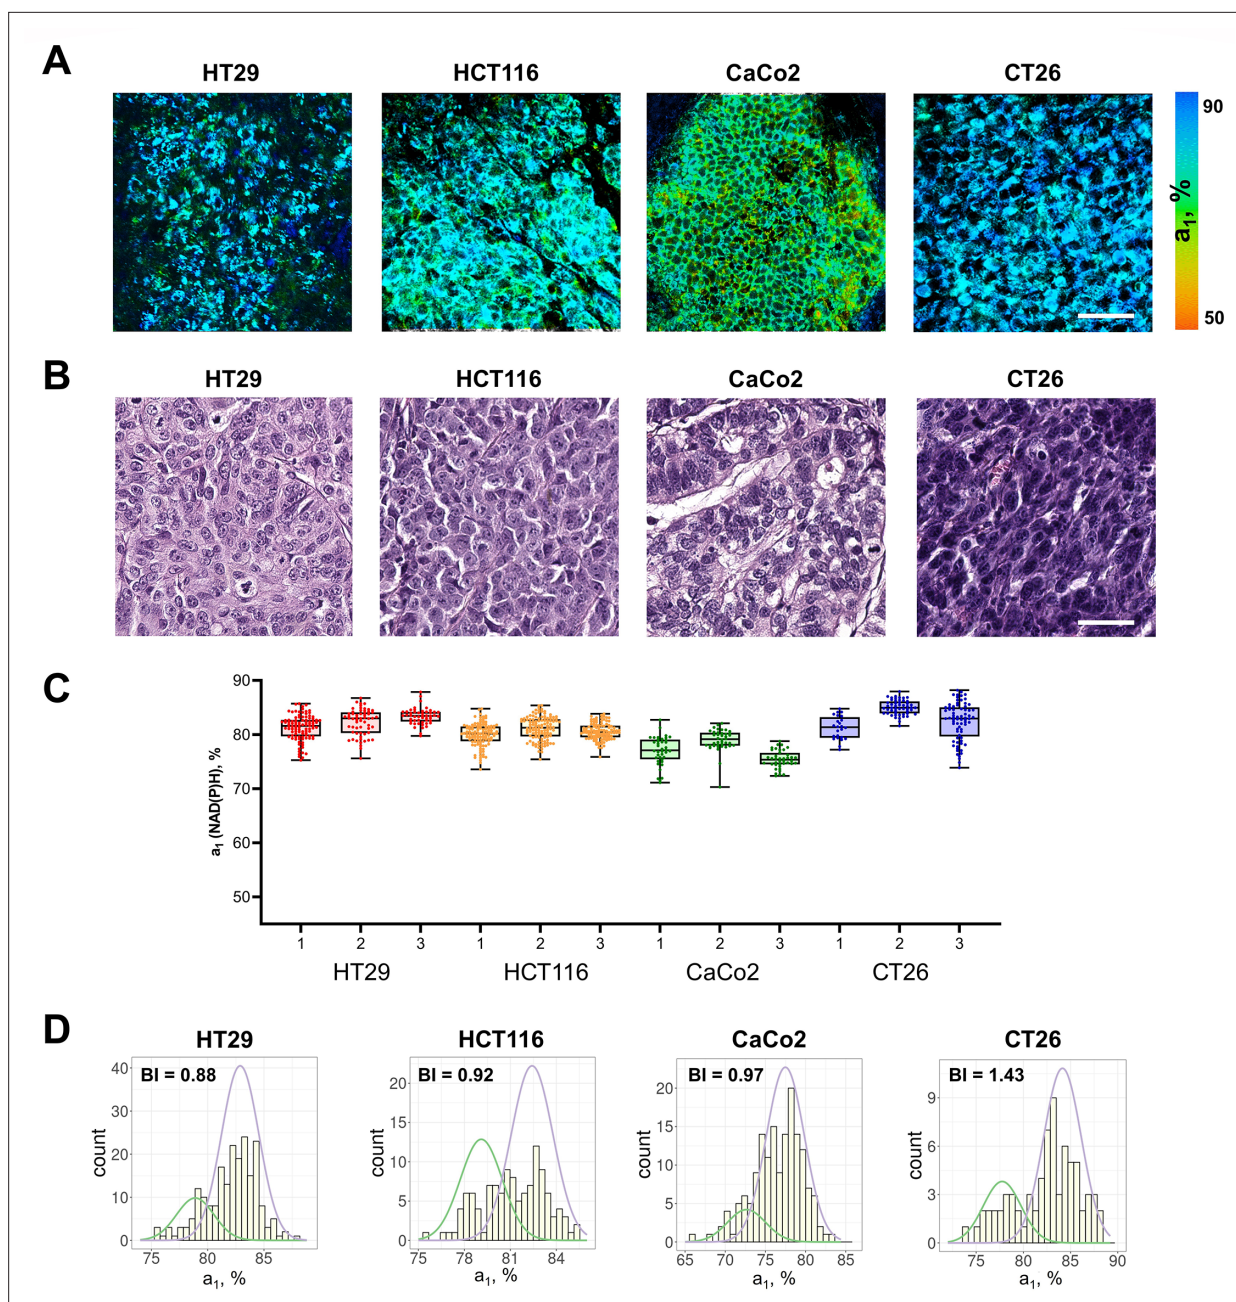 A
HT29 HCT116 CaCo2 CT26
90
a1, %
50
B
HT29 HCT116 CaCo2 CT26
C
90
80
70
60
50
a1 (NAD(P)H), %
1 2 3 1 2 3 1 2 3 1 2 3
HT29 HCT116 CaCo2 CT26
D
HT29
BI = 0.88
40
30
20
10
0
count
75 80 85
a1, %
HCT116
BI = 0.92
20
15
10
5
0
count
75 78 81 84
a1, %
CaCo2
BI = 0.97
20
15
10
5
0
count
65 70 75 80 85
a1, %
CT26
BI = 1.43
9
6
3
0
count
75 80 85 90
a1, %